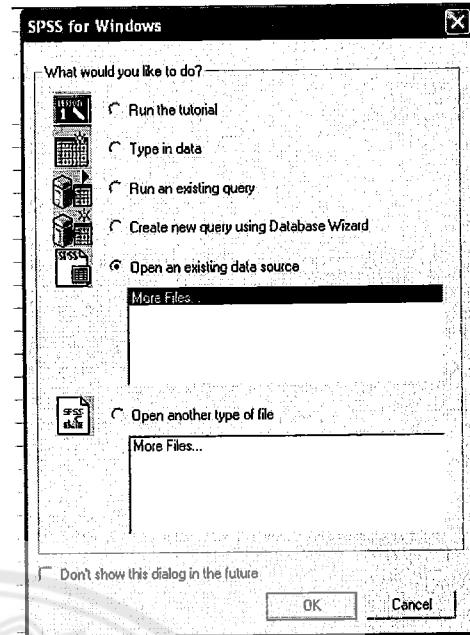 SPSS for Windows
What would you like to do?
Run the tutorial
Type in data
Run an existing query
Create new query using Database Wizard
Open an existing data source
More Files...
Open another type of file
More Files...
Don't show this dialog in the future
OK Cancel